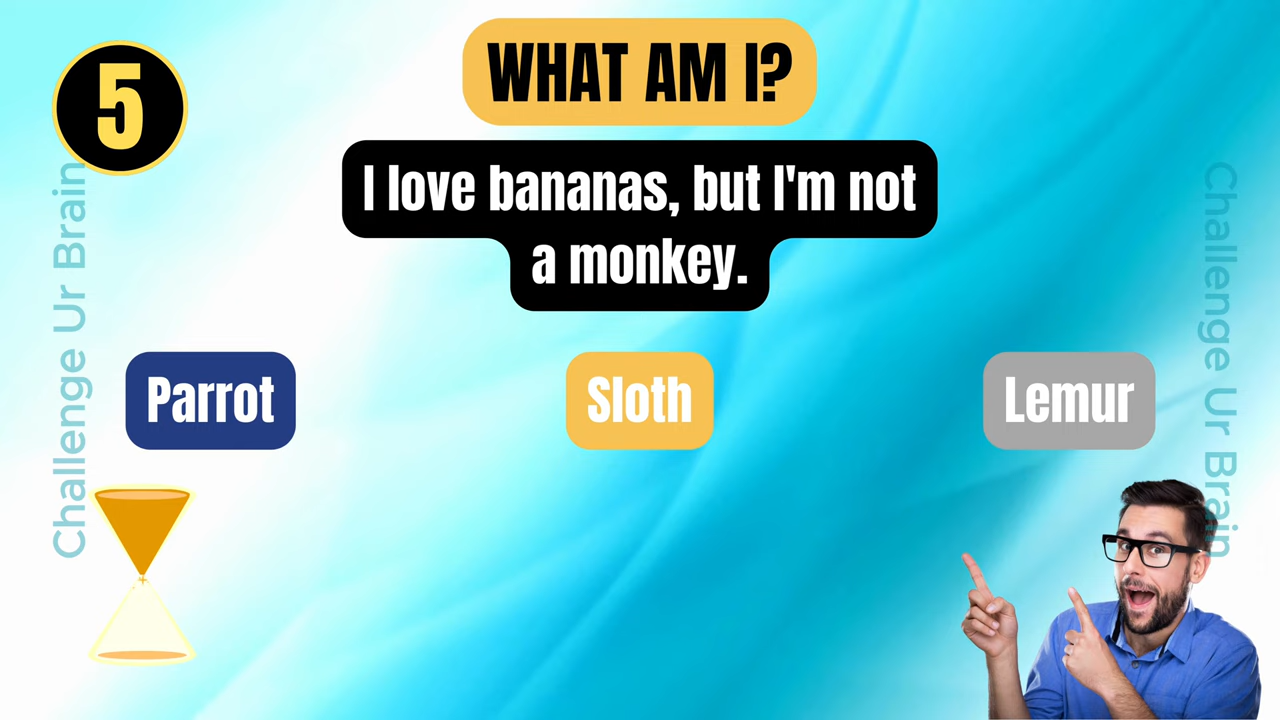 5
WHAT AM I?
I love bananas, but I'm not
a monkey.
Parrot
Sloth
Lemur
Challenge Ur Brain
Challenge Ur Brain